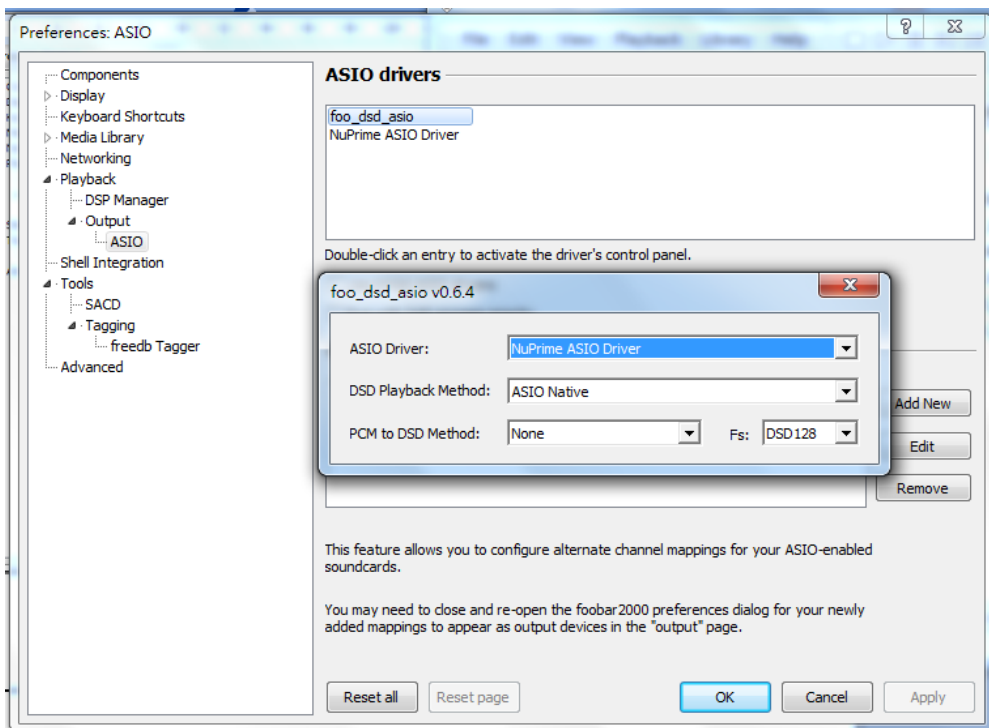 Preferences: ASIO
Components
Display
Keyboard Shortcuts
Media Library
Networking
Playback
DSP Manager
Output
ASIO
Shell Integration
Tools
SACD
Tagging
freedb Tagger
Advanced
ASIO drivers
foo_dsd_asio
NuPrime ASIO Driver
Double-click an entry to activate the driver's control panel.
foo_dsd_asio v0.6.4
ASIO Driver: NuPrime ASIO Driver
DSD Playback Method: ASIO Native
PCM to DSD Method: None Fs: DSD128
Add New
Edit
Remove
This feature allows you to configure alternate channel mappings for your ASIO-enabled
soundcards.
You may need to close and re-open the foobar2000 preferences dialog for your newly
added mappings to appear as output devices in the "output" page.
Reset all Reset page OK Cancel Apply